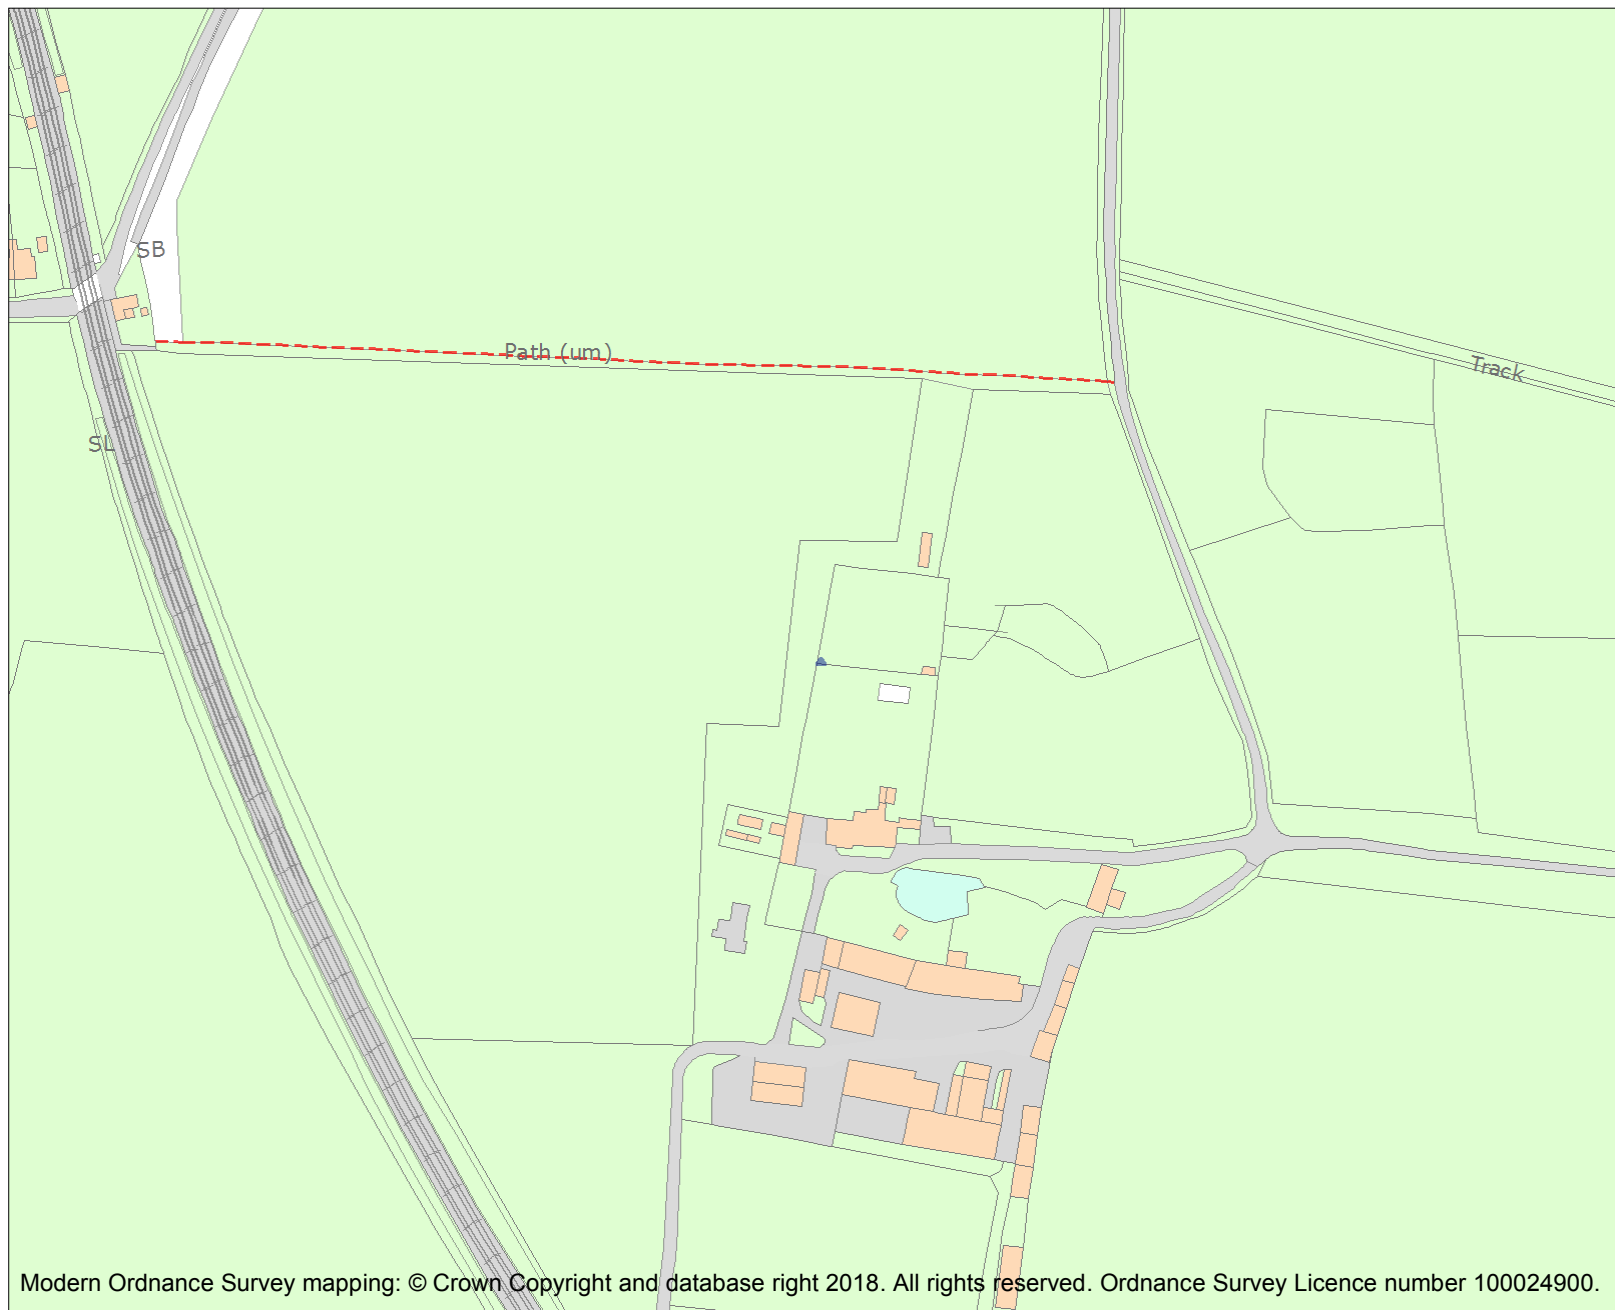 SB
Path (um)
Track
SL
Modern Ordnance Survey mapping: © Crown Copyright and database right 2018. All rights reserved. Ordnance Survey Licence number 100024900.